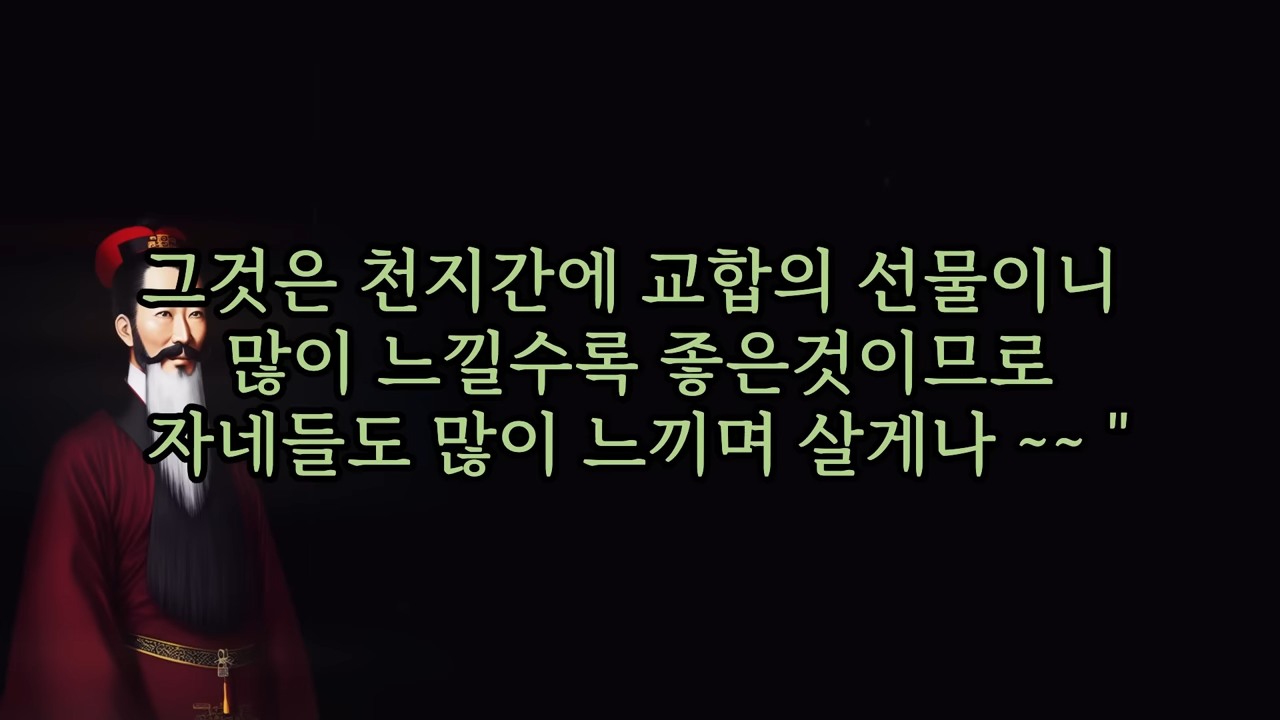 그것은 천지간에 교합의 선물이니
많이 느낄수록 좋은것이므로
자네들도 많이 느끼며 살게나 ~~ "